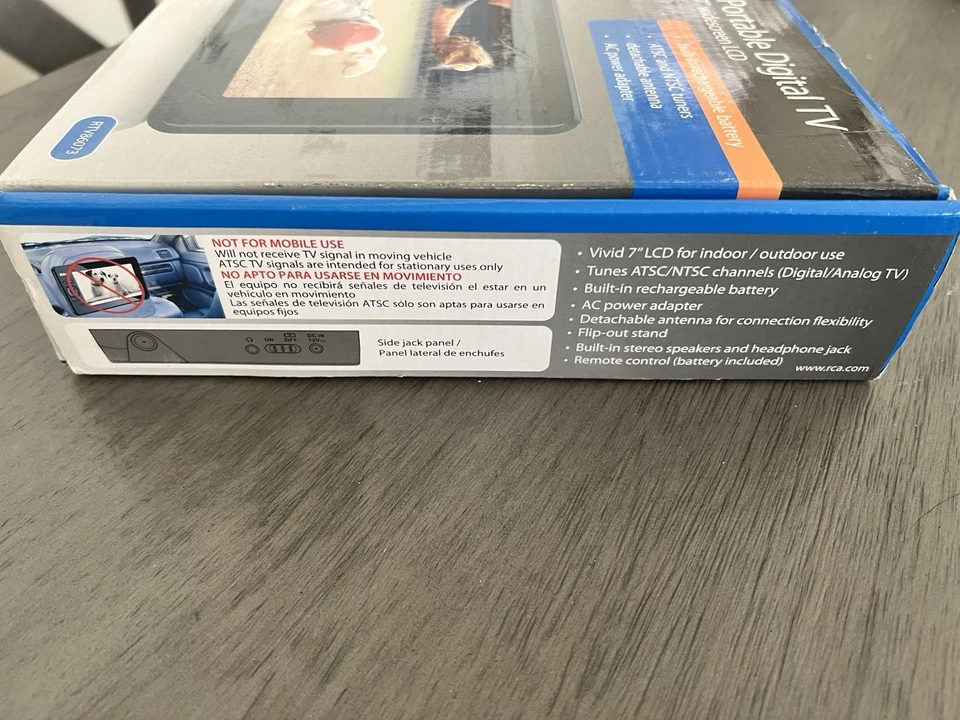 Portable Digital TV
widescreen LCD
built-in rechargeable battery
• ATSC and NTSC tuners
• detachable antenna
• AC power adapter
RTV86073
NOT FOR MOBILE USE
Will not receive TV signal in moving vehicle
ATSC TV signals are intended for stationary uses only
NO APTO PARA USARSE EN MOVIMIENTO
El equipo no recibirá señales de televisión el estar en un
vehículo en movimiento
Las señales de televisión ATSC sólo son aptas para usarse en
equipos fijos
ON OFF DC IN
12V
Side jack panel /
Panel lateral de enchufes
• Vivid 7” LCD for indoor / outdoor use
• Tunes ATSC/NTSC channels (Digital/Analog TV)
• Built-in rechargeable battery
• AC power adapter
• Detachable antenna for connection flexibility
• Flip-out stand
• Built-in stereo speakers and headphone jack
• Remote control (battery included)
www.rca.com